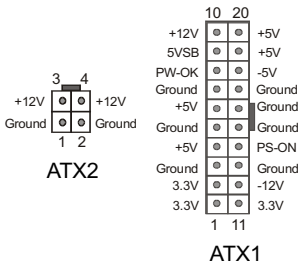 10 20
+12V +5V
5VSB +5V
PW-OK -5V
Ground Ground
+5V Ground
Ground Ground
+5V PS-ON
Ground Ground
3.3V -12V
3.3V 3.3V
1 11
ATX1
3 4
+12V +12V
Ground Ground
1 2
ATX2